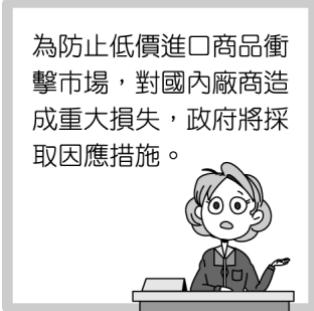 為防止低價進口商品衝
擊市場，對國內廠商造
成重大損失，政府將採
取因應措施。